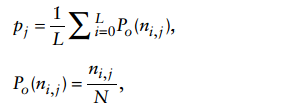 p_j = \frac{1}{L} \sum_{i=0}^{L} P_o(n_{i,j}),
P_o(n_{i,j}) = \frac{n_{i,j}}{N},